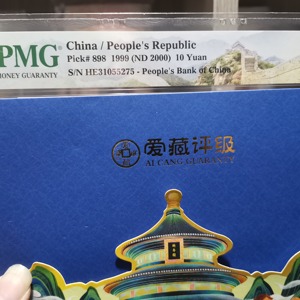 PMG
MONEY GUARANTY
China / People's Republic
Pick# 898 1999 (ND 2000) 10 Yuan
S/N HE31055275 - People's Bank of China
爱藏评级
AI CANG GUARANTY